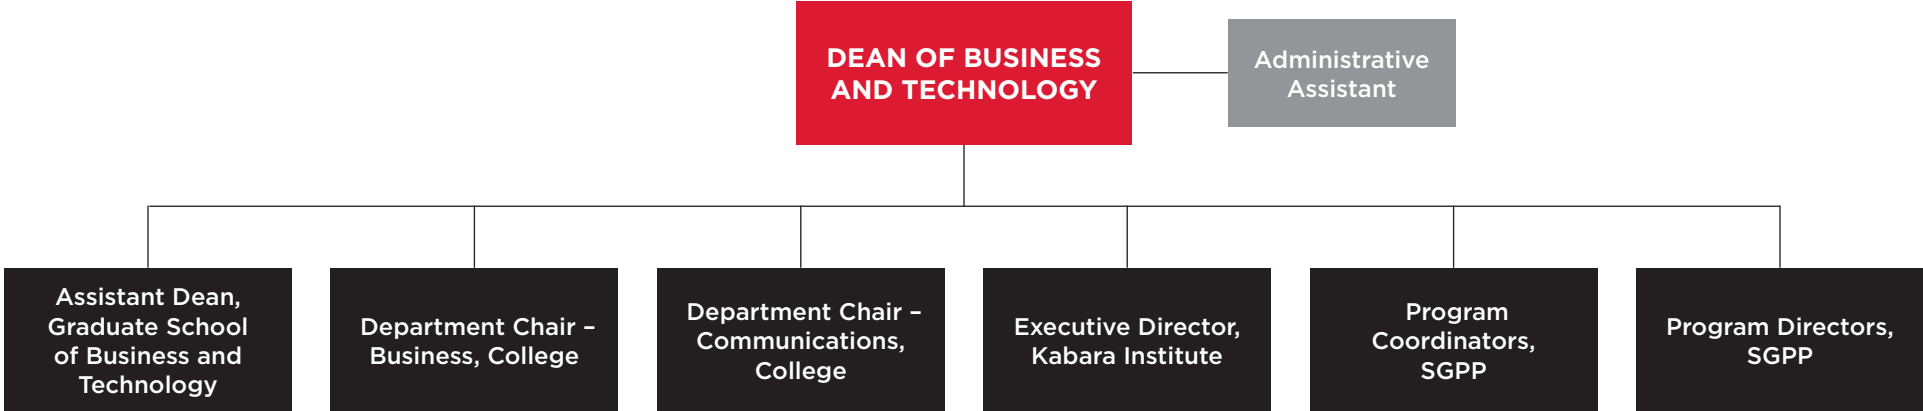 DEAN OF BUSINESS
AND TECHNOLOGY
Administrative
Assistant
Assistant Dean,
Graduate School
of Business and
Technology
Department Chair –
Business, College
Department Chair –
Communications,
College
Executive Director,
Kabara Institute
Program
Coordinators,
SGPP
Program Directors,
SGPP